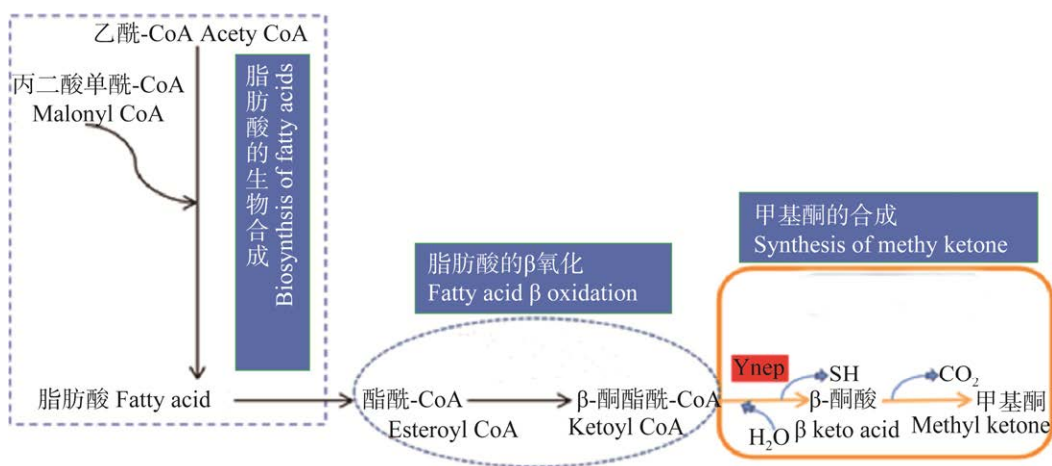 乙酰-CoA Acety CoA
丙二酸单酰-CoA
Malonyl CoA
脂肪酸的生物合成
Biosynthsis of fatty acids
脂肪酸 Fatty acid
脂肪酸的β氧化
Fatty acid β oxidation
酯酰-CoA
Esteroyl CoA
β-酮酯酰-CoA
Ketoyl CoA
甲基酮的合成
Synthesis of methy ketone
Ynep
SH
CO₂
H₂O
β-酮酸
β keto acid
甲基酮
Methyl ketone